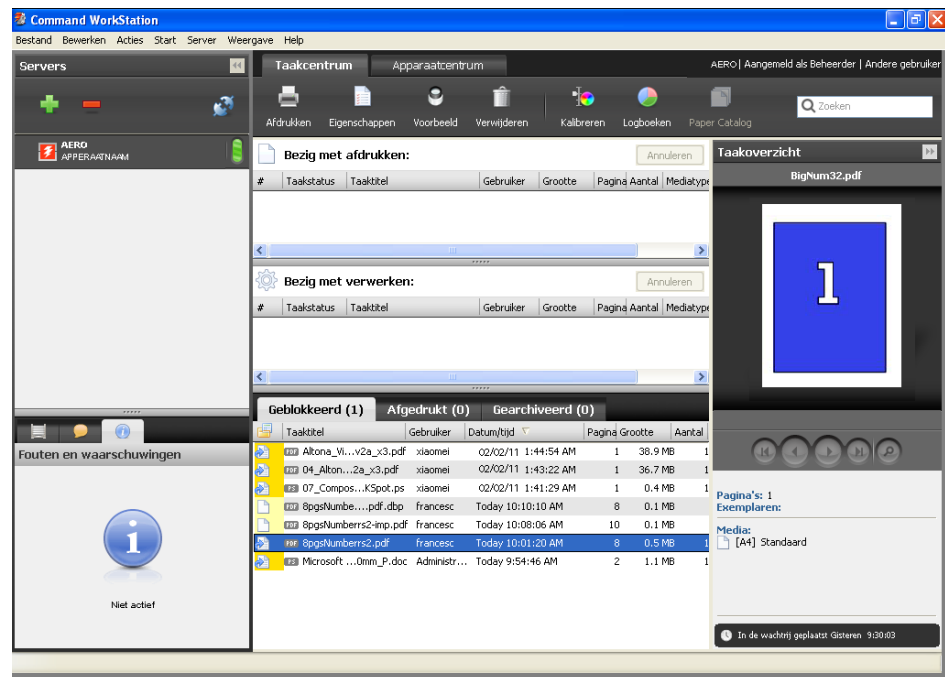 Command WorkStation
Bestand Bewerken Acties Start Server Weergave Help
Servers
AERO
APPERAATNAAM
Taakcentrum Apparaatcentrum
AERO| Aangemeld als Beheerder | Andere gebruiker
Afdrukken Eigenschappen Voorbeeld Verwijderen Kalibreren Logboeken Paper Catalog
Zoeken
Bezig met afdrukken: Annuleren
# Taakstatus Taaktitel Gebruiker Grootte Pagina Aantal Mediatype
Bezig met verwerken: Annuleren
# Taakstatus Taaktitel Gebruiker Grootte Pagina Aantal Mediatype
Geblokkeerd (1) Afgedrukt (0) Gearchiveerd (0)
Taaktitel Gebruiker Datum/tijd Pagina Grootte Aantal
PDF Altona_Vi...v2a_x3.pdf xiaomei 02/02/11 1:44:54 AM 1 38.9 MB 1
PDF 04_Alton...2a_x3.pdf xiaomei 02/02/11 1:43:22 AM 1 36.7 MB 1
PS 07_Compos...KSpot.ps xiaomei 02/02/11 1:41:29 AM 1 0.4 MB 1
PDF 8pgsNumbe...pdf.dbp francesc Today 10:10:10 AM 8 0.1 MB
PDF 8pgsNumberrs2-imp.pdf francesc Today 10:08:06 AM 10 0.1 MB
PDF 8pgsNumberrs2.pdf francesc Today 10:01:20 AM 8 0.5 MB 1
PS Microsoft ...0mm_P.doc Administr... Today 9:54:46 AM 2 1.1 MB 1
Fouten en waarschuwingen
Niet actief
Taakoverzicht
BigNum32.pdf
1
Pagina's: 1
Exemplaren:
Media:
[A4] Standaard
In de wachtrij geplaatst Gisteren 9:30:03